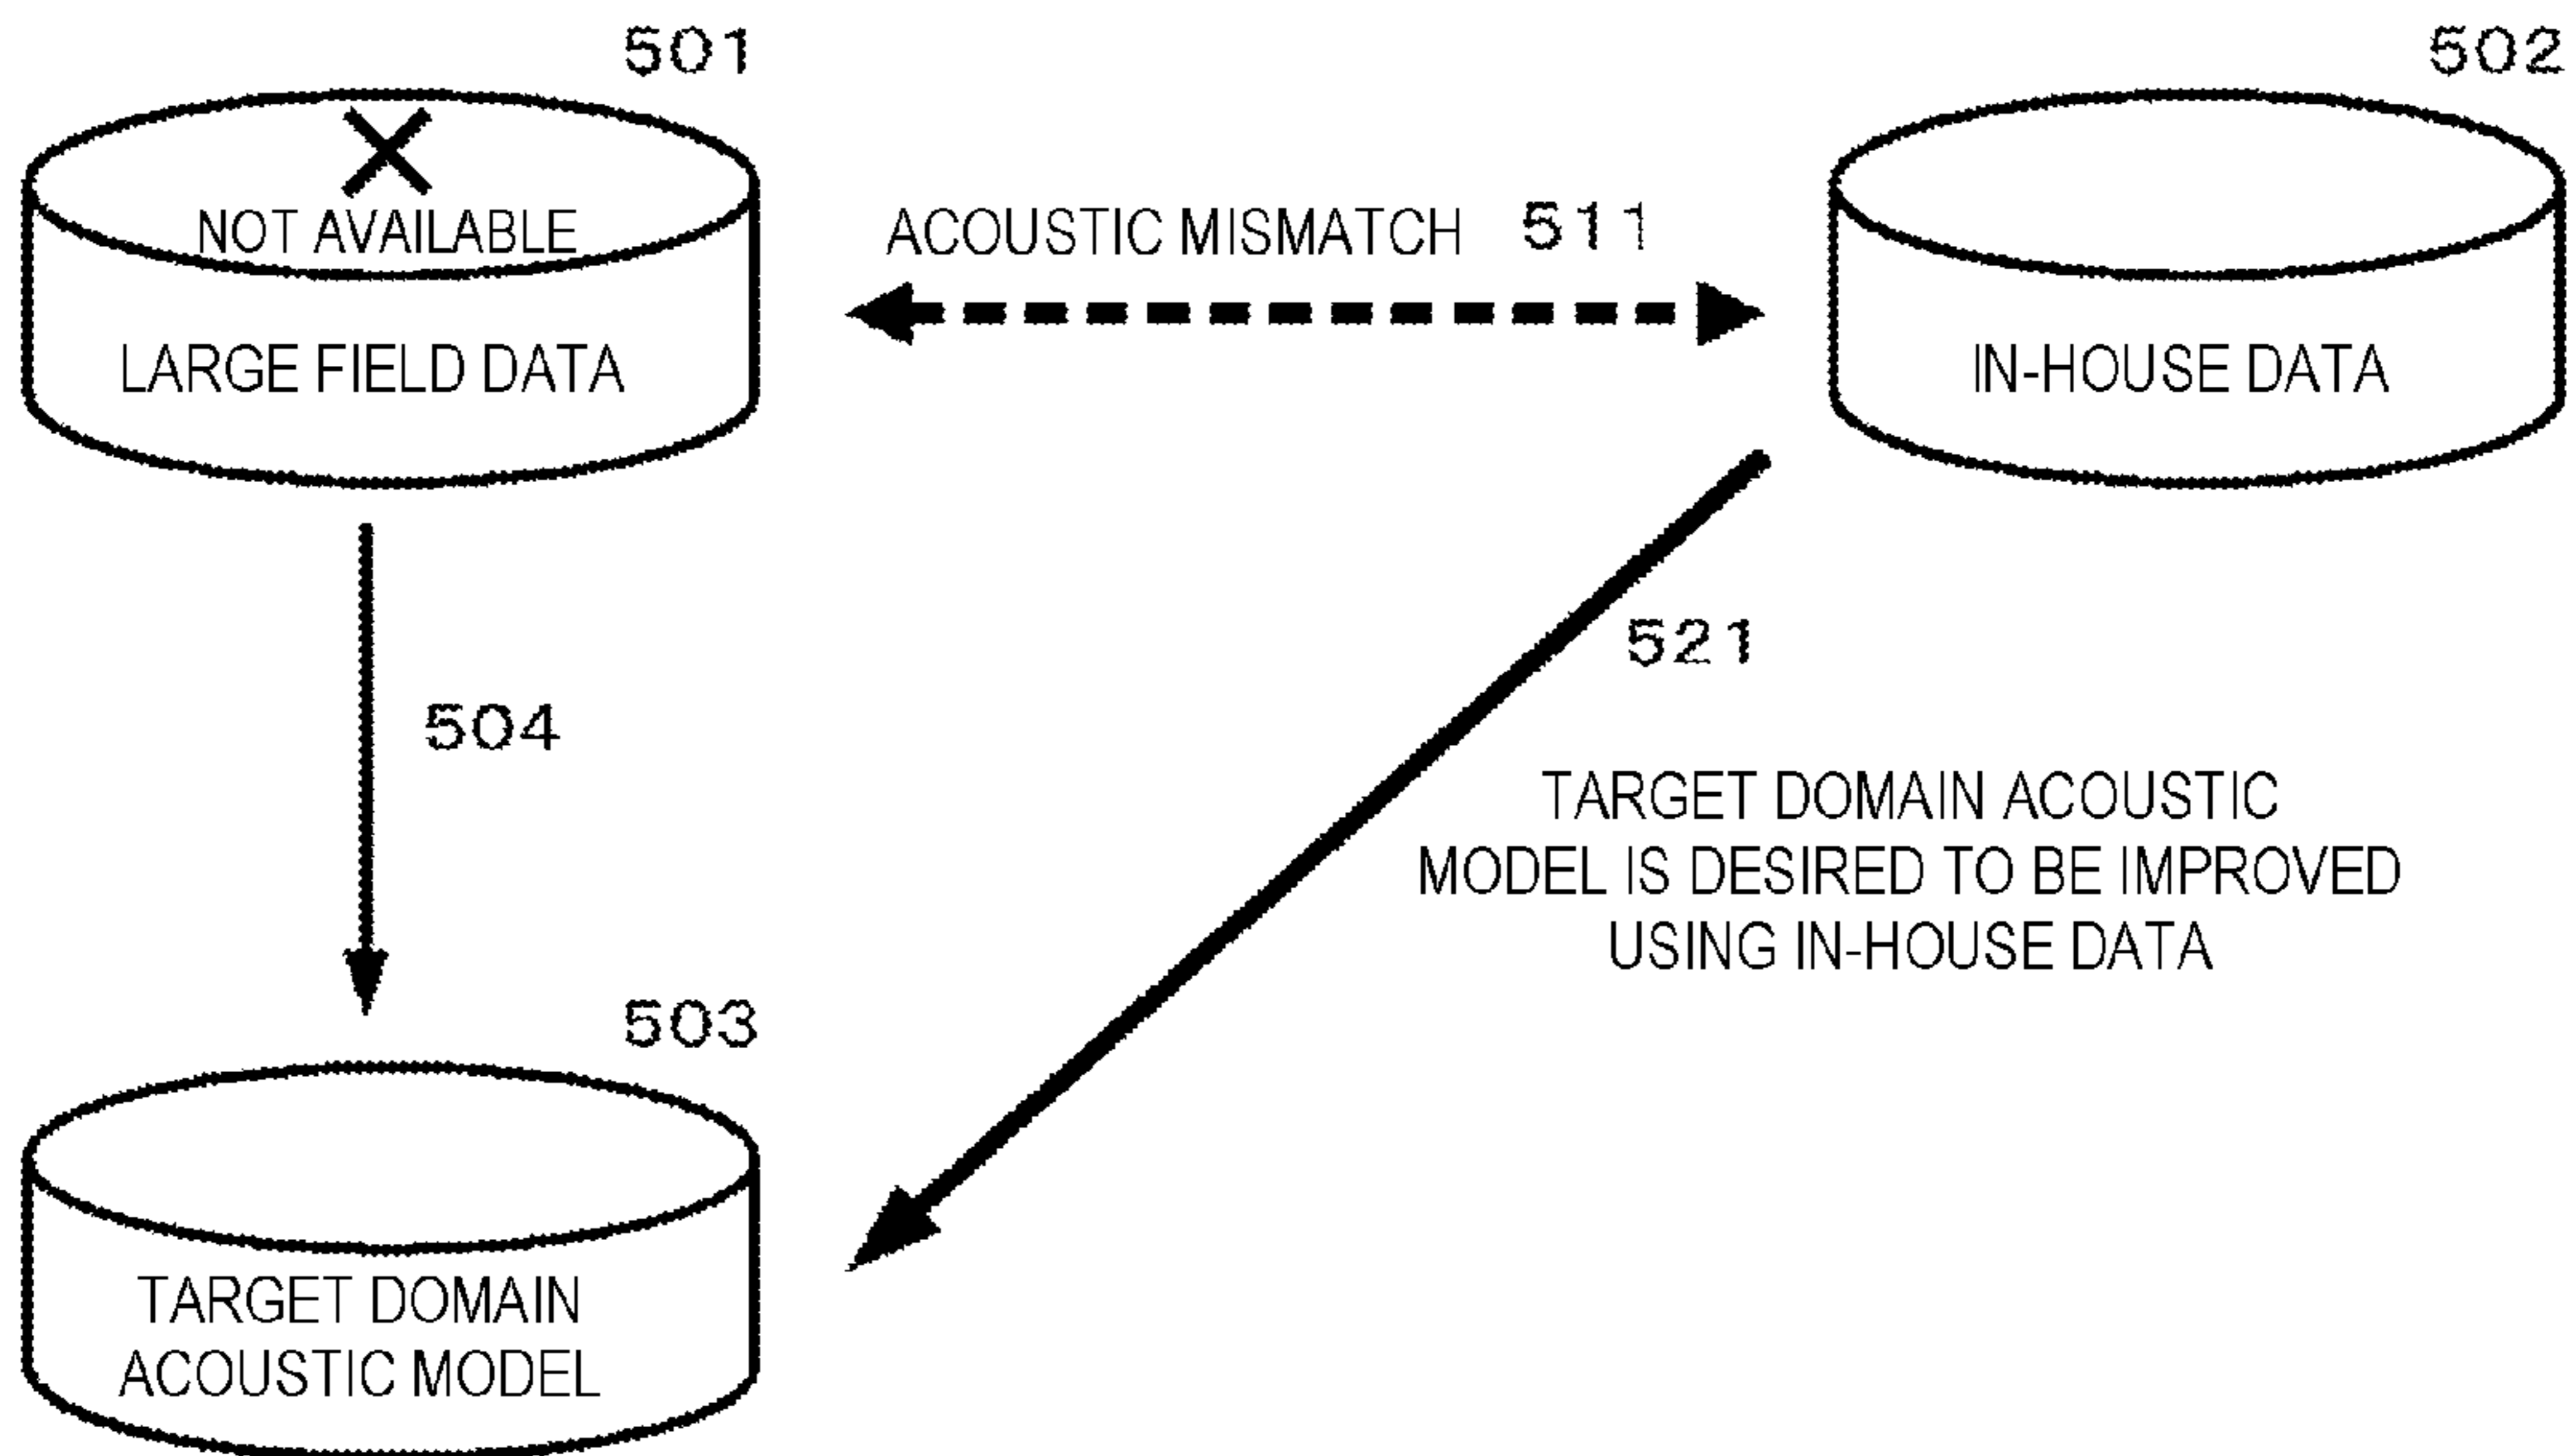 501
502
NOT AVAILABLE
ACOUSTIC MISMATCH 511
LARGE FIELD DATA
IN-HOUSE DATA
521
504
TARGET DOMAIN ACOUSTIC
MODEL IS DESIRED TO BE IMPROVED
USING IN-HOUSE DATA
503
TARGET DOMAIN
ACOUSTIC MODEL